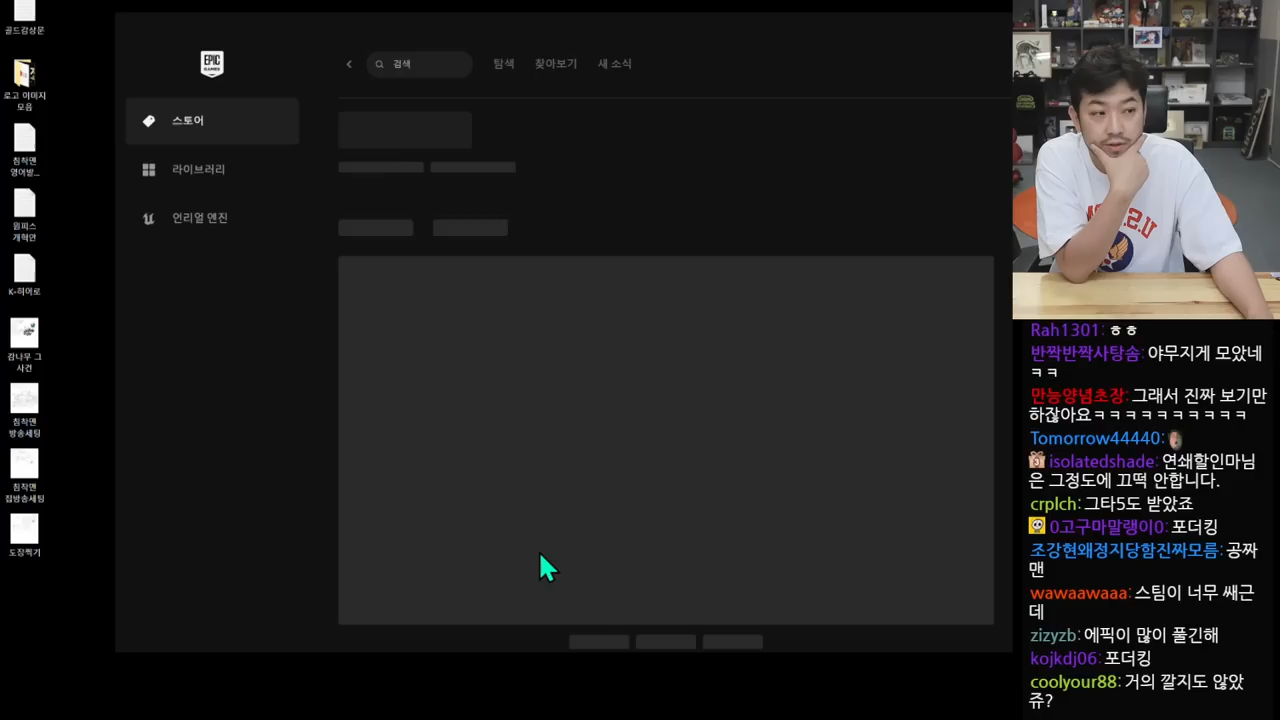 골드감상문
로고 이미지
모음
침착맨
영어발...
원피스
개혁안
K+히어로
감나무 그
사건
침착맨
방송세팅
침착맨
집방송세팅
도장찍기
EPIC
GAMES
검색
탐색
찾아보기
새 소식
스토어
라이브러리
언리얼 엔진
U.S.
Rah1301: ㅎㅎ
반짝반짝사탕솜: 야무지게 모았네
ㅋㅋ
만능양념초장: 그래서 진짜 보기만
하잖아요ㅋㅋㅋㅋㅋㅋㅋㅋㅋㅋ
Tomorrow44440:
isolatedshade: 연쇄할인마님
은 그정도에 끄떡 안합니다.
crplch: 그타5도 받았죠
0고구마말랭이0: 포더킹
조강현왜정지당함진짜모름: 공짜
맨
wawaawaaa: 스팀이 너무 쌔근
데
zizyzb: 에픽이 많이 풀긴해
kojkdj06: 포더킹
coolyour88: 거의 깔지도 않았
쥬?